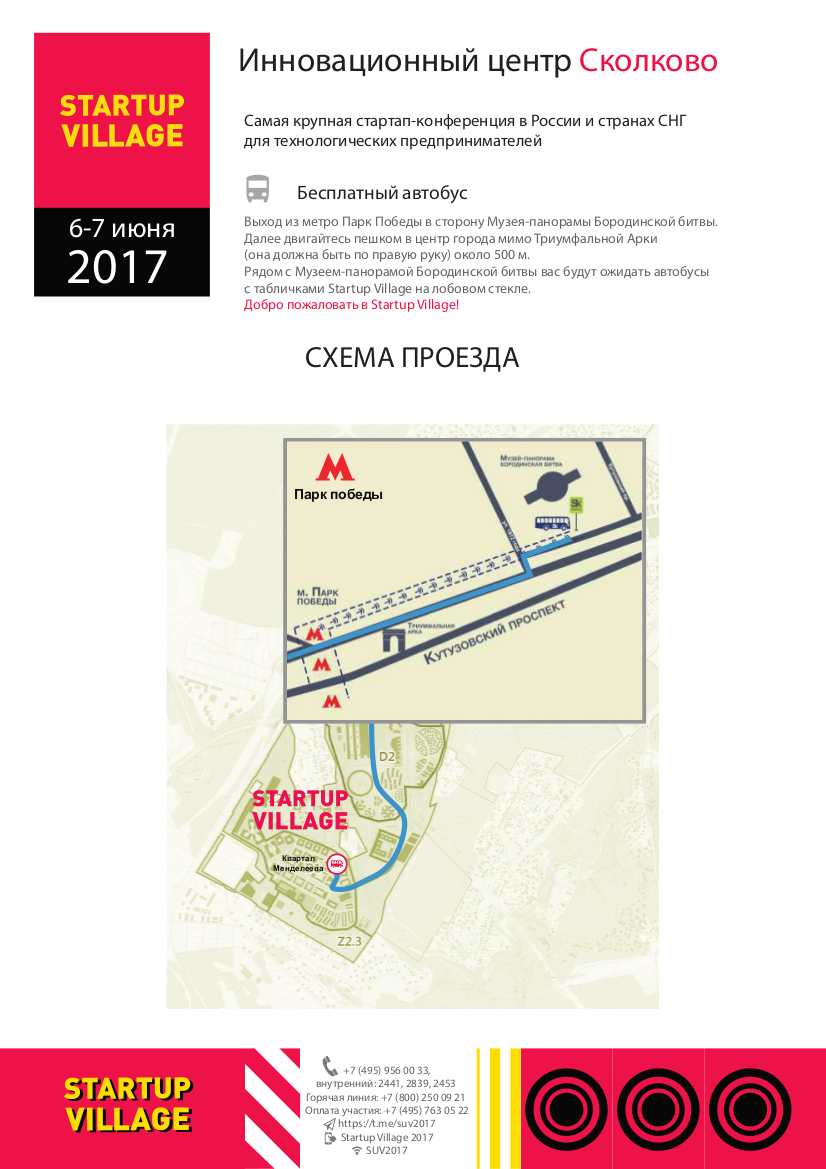 STARTUP
VILLAGE
6-7 июня
2017
Инновационный центр Сколково
Самая крупная стартап-конференция в России и странах СНГ
для технологических предпринимателей
Бесплатный автобус
Выход из метро Парк Победы в сторону Музея-панорамы Бородинской битвы.
Далее двигайтесь пешком в центр города мимо Триумфальной Арки
(она должна быть по правую руку) около 500 м.
Рядом с Музеем-панорамой Бородинской битвы вас будут ожидать автобусы
с табличками Startup Village на лобовом стекле.
Добро пожаловать в Startup Village!
СХЕМА ПРОЕЗДА
Парк победы
Музей-панорама
Бородинская битва
Sk
м. Парк
победы
Триумфальная
арка
Кутузовский проспект
D2
STARTUP
VILLAGE
Квартал
Менделеева
Z2.3
STARTUP
VILLAGE
+7 (495) 956 00 33,
внутренний: 2441, 2839, 2453
Горячая линия: +7 (800) 250 09 21
Оплата участия: +7 (495) 763 05 22
https://t.me/suv2017
Startup Village 2017
SUV2017